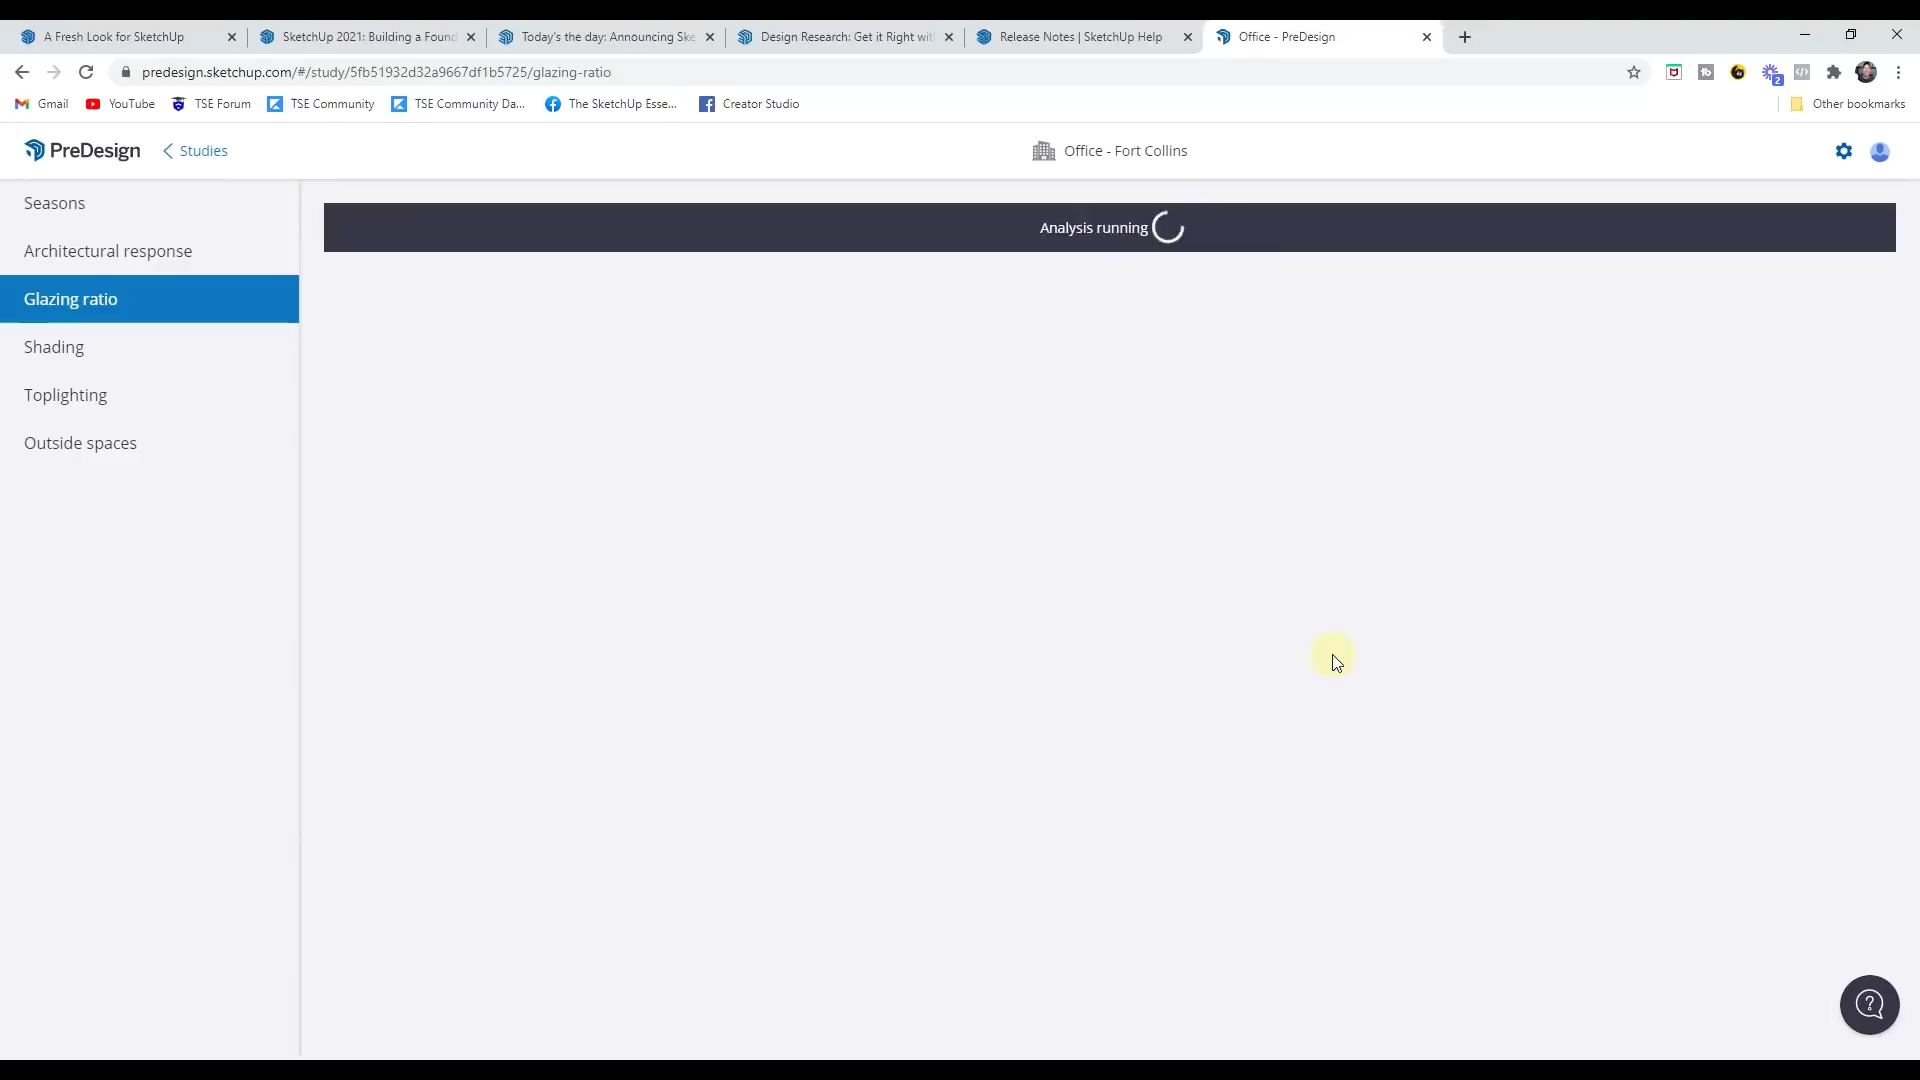 A Fresh Look for SketchUp
SketchUp 2021: Building a Found
Today's the day: Announcing Ske
Design Research: Get it Right wit
Release Notes | SketchUp Help
Office - PreDesign
predesign.sketchup.com/#/study/5fb51932d32a9667df1b5725/glazing-ratio
2
Gmail
YouTube
TSE Forum
TSE Community
TSE Community Da...
The SketchUp Esse...
Creator Studio
Other bookmarks
PreDesign
Studies
Office - Fort Collins
Seasons
Architectural response
Glazing ratio
Shading
Toplighting
Outside spaces
Analysis running